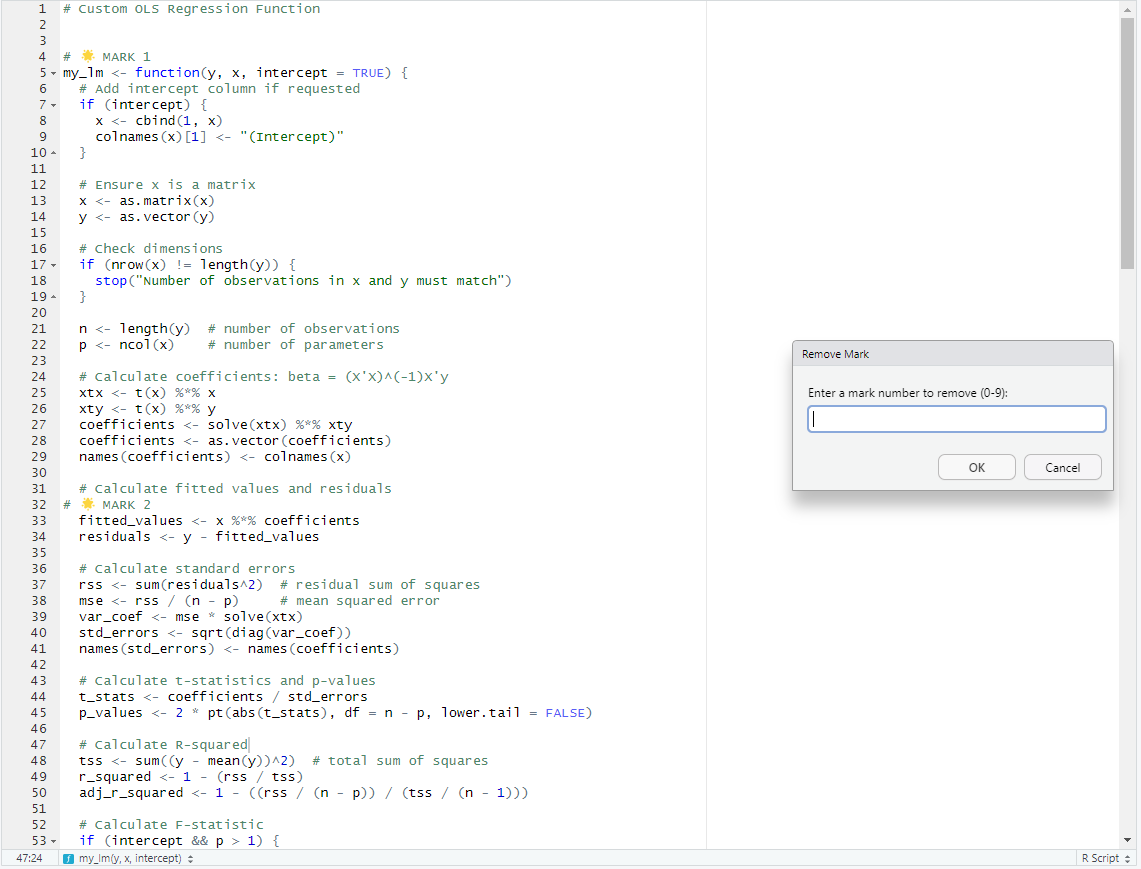 1 # Custom OLS Regression Function
2
3
4 # 🌟 MARK 1
5 my_lm <- function(y, x, intercept = TRUE) {
6   # Add intercept column if requested
7   if (intercept) {
8     x <- cbind(1, x)
9     colnames(x)[1] <- "(Intercept)"
10   }
11
12   # Ensure x is a matrix
13   x <- as.matrix(x)
14   y <- as.vector(y)
15
16   # Check dimensions
17   if (nrow(x) != length(y)) {
18     stop("Number of observations in x and y must match")
19   }
20
21   n <- length(y)  # number of observations
22   p <- ncol(x)    # number of parameters
23
24   # Calculate coefficients: beta = (X'X)^(-1)X'y
25   xtx <- t(x) %*% x
26   xty <- t(x) %*% y
27   coefficients <- solve(xtx) %*% xty
28   coefficients <- as.vector(coefficients)
29   names(coefficients) <- colnames(x)
30
31   # Calculate fitted values and residuals
32 # 🌟 MARK 2
33   fitted_values <- x %*% coefficients
34   residuals <- y - fitted_values
35
36   # Calculate standard errors
37   rss <- sum(residuals^2)  # residual sum of squares
38   mse <- rss / (n - p)     # mean squared error
39   var_coef <- mse * solve(xtx)
40   std_errors <- sqrt(diag(var_coef))
41   names(std_errors) <- names(coefficients)
42
43   # Calculate t-statistics and p-values
44   t_stats <- coefficients / std_errors
45   p_values <- 2 * pt(abs(t_stats), df = n - p, lower.tail = FALSE)
46
47   # Calculate R-squared
48   tss <- sum((y - mean(y))^2)  # total sum of squares
49   r_squared <- 1 - (rss / tss)
50   adj_r_squared <- 1 - ((rss / (n - p)) / (tss / (n - 1)))
51
52   # Calculate F-statistic
53   if (intercept && p > 1) {
47:24 f my_lm(y, x, intercept) R Script
Remove Mark
Enter a mark number to remove (0-9):
OK Cancel